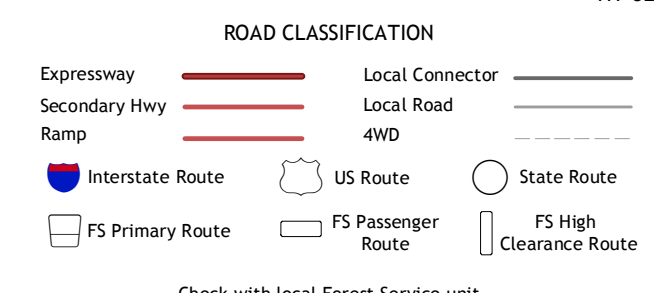 ROAD CLASSIFICATION
Expressway
Local Connector
Secondary Hwy
Local Road
Ramp
4WD
Interstate Route
US Route
State Route
FS Primary Route
FS Passenger
Route
FS High
Clearance Route
Check with local Forest Service unit